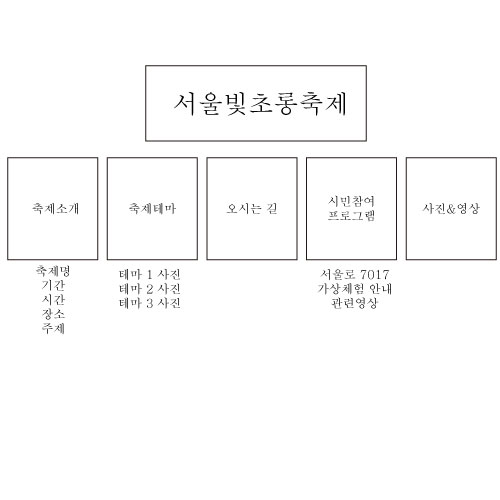 서울빛초롱축제
축제소개
축제테마
오시는 길
시민참여
프로그램
사진&영상
축제명
기간
시간
장소
주제
테마 1 사진
테마 2 사진
테마 3 사진
서울로 7017
가상체험 안내
관련영상